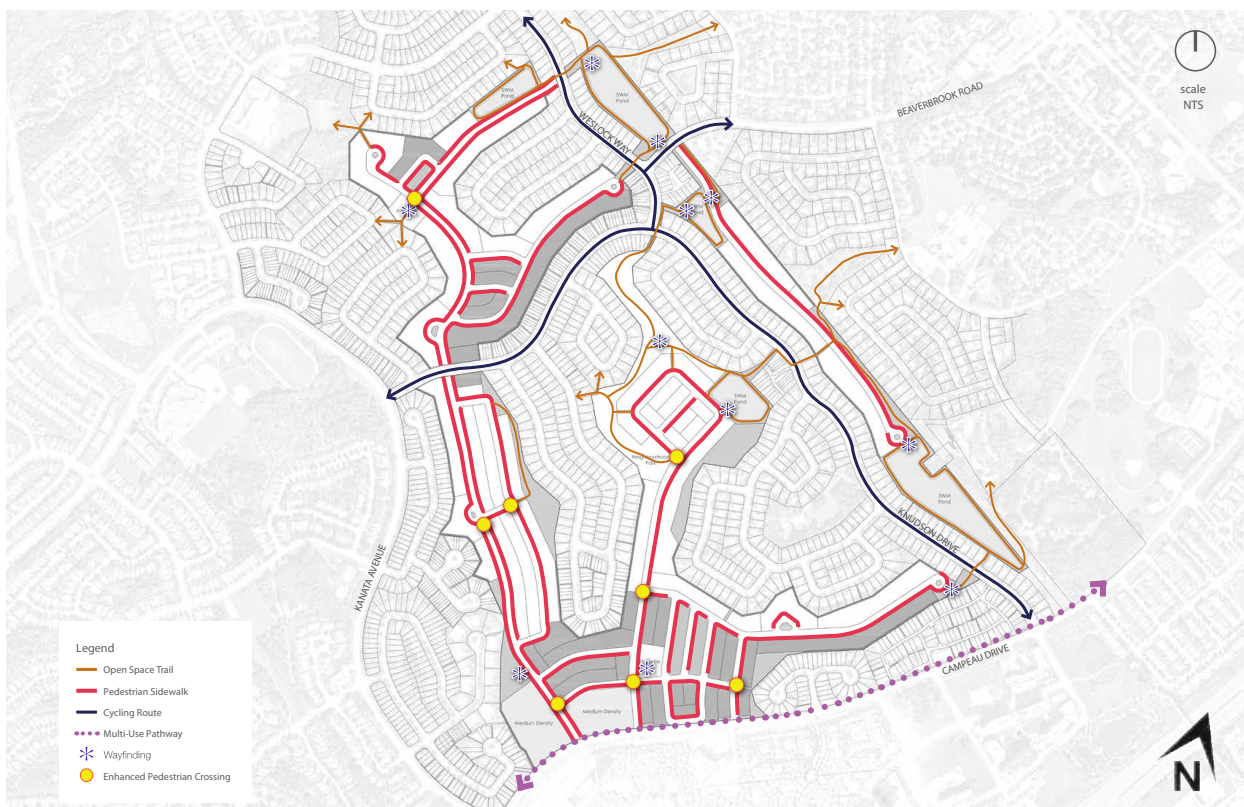 scale
NTS
BEAVERBROOK ROAD
SWM
Pond
SWM
Pond
WESLOCK WAY
Pond
SWM
Pond
Neighbourhood
Park
SWM
Pond
KNUDSON DRIVE
KANATA AVENUE
CAMPEAU DRIVE
Medium Density
Medium Density
N
Legend
Open Space Trail
Pedestrian Sidewalk
Cycling Route
Multi-Use Pathway
Wayfinding
Enhanced Pedestrian Crossing